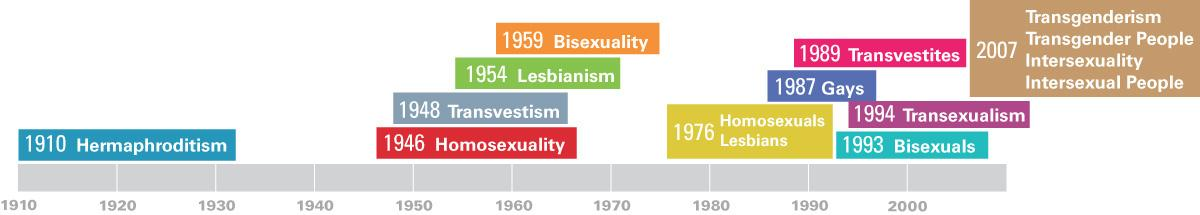 Transgenderism
Transgender People
2007
Intersexuality
Intersexual People
1959 Bisexuality
1989 Transvestites
1954 Lesbianism
1987 Gays
1948 Transvestism
1976 Homosexuals
Lesbians
1994 Transexualism
1910 Hermaphroditism
1946 Homosexuality
1993 Bisexuals
1910 1920 1930 1940 1950 1960 1970 1980 1990 2000